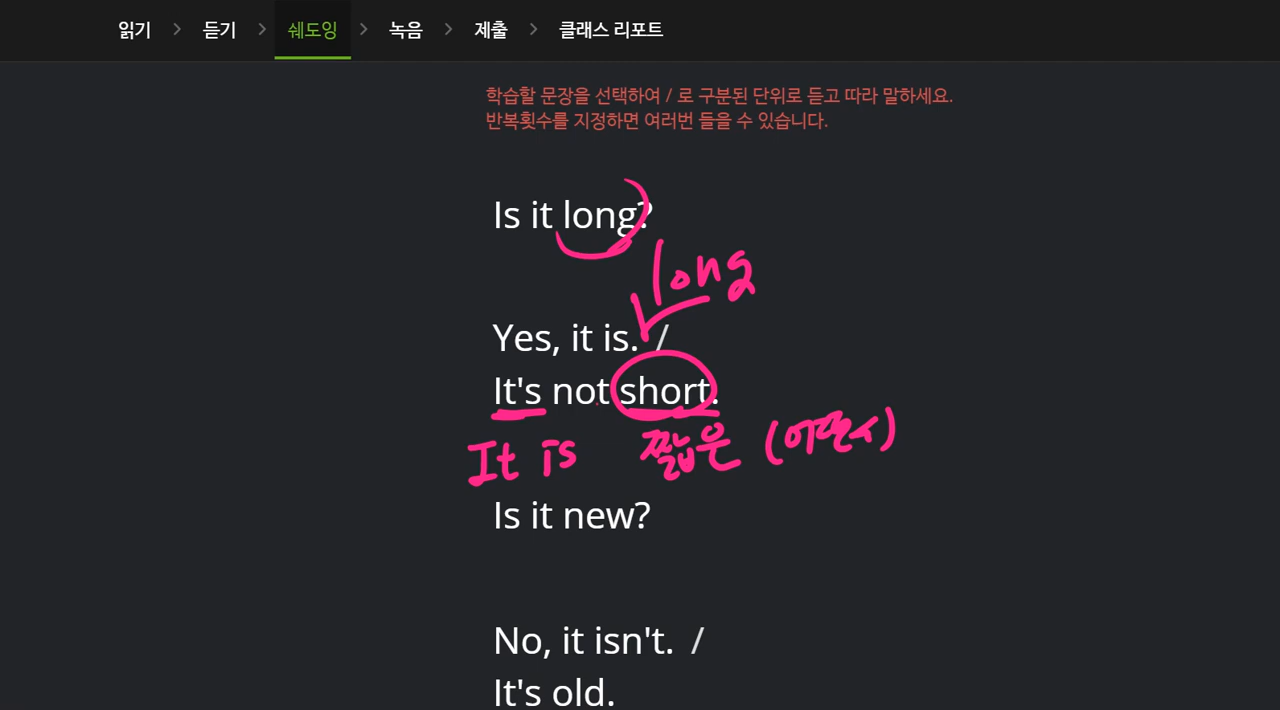 읽기 > 듣기 > 쉐도잉 > 녹음 > 제출 > 클래스 리포트
학습할 문장을 선택하여 / 로 구분된 단위로 듣고 따라 말하세요.
반복횟수를 지정하면 여러번 들을 수 있습니다.
Is it long?
long
Yes, it is. /
It's not short.
It is 짧은
Is it new?
No, it isn't. /
It's old.